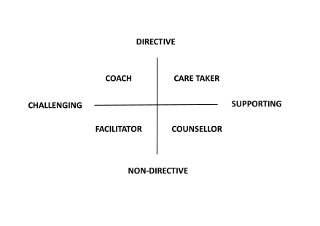 DIRECTIVE
COACH CARE TAKER
CHALLENGING SUPPORTING
FACILITATOR COUNSELLOR
NON-DIRECTIVE